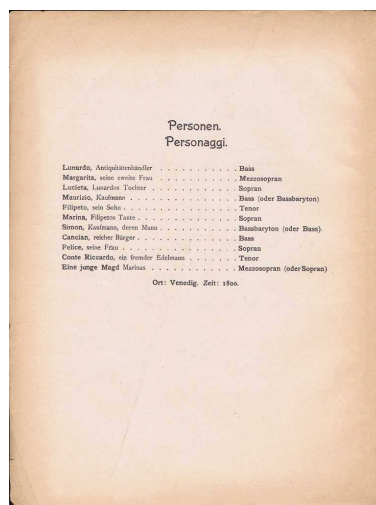 Personen.
Personaggi.
Lunardo, Antiquitätenhändler . . . . . . . . . . . Bass
Margarita, seine zweite Frau . . . . . . . . . . . Mezzosopran
Lucieta, Lunardos Tochter . . . . . . . . . . . . Sopran
Maurizio, Kaufmann . . . . . . . . . . . . . . Bass (oder Bassbaryton)
Filipeto, sein Sohn . . . . . . . . . . . . . . . Tenor
Marina, Filipetos Tante . . . . . . . . . . . . . Sopran
Simon, Kaufmann, deren Mann . . . . . . . . . . Bassbaryton (oder Bass)
Cancian, reicher Bürger . . . . . . . . . . . . . Bass
Felice, seine Frau . . . . . . . . . . . . . . . Sopran
Conte Riccardo, ein fremder Edelmann . . . . . . . Tenor
Eine junge Magd Marinas . . . . . . . . . . . . Mezzosopran (oder Sopran)
Ort: Venedig. Zeit: 1800.